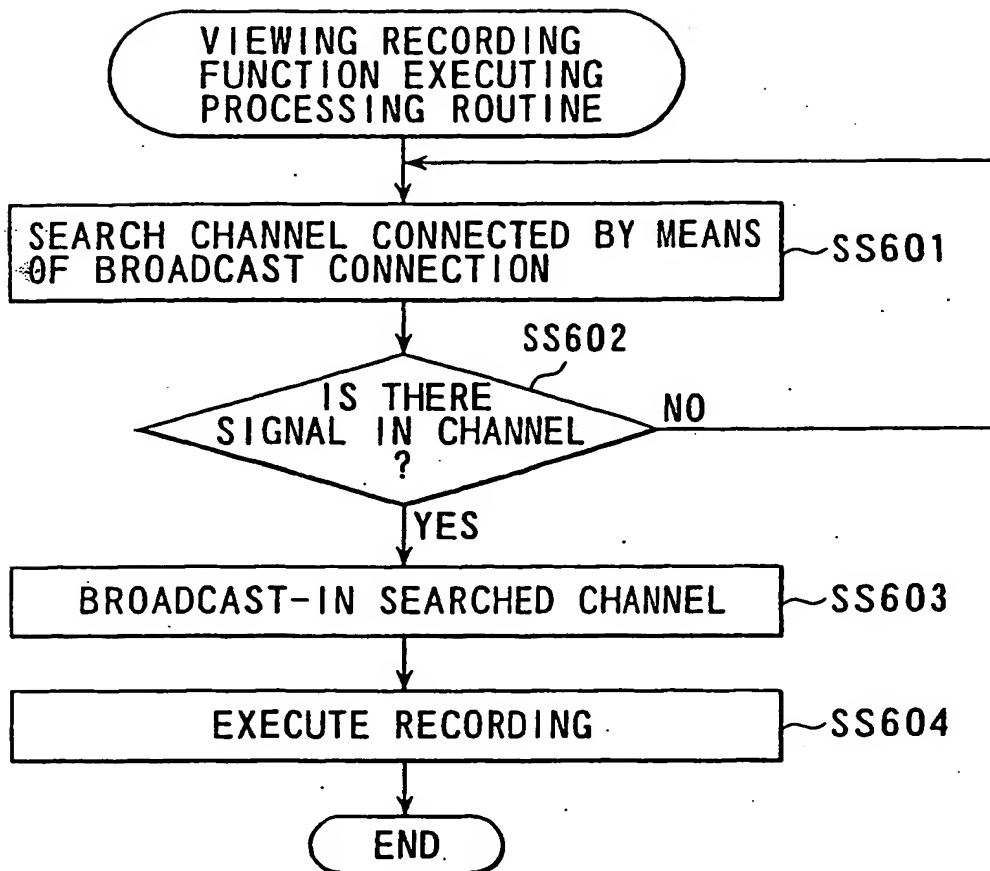 VIEWING RECORDING
FUNCTION EXECUTING
PROCESSING ROUTINE
SEARCH CHANNEL CONNECTED BY MEANS
OF BROADCAST CONNECTION
SS601
SS602
IS THERE
SIGNAL IN CHANNEL
?
NO
YES
BROADCAST-IN SEARCHED CHANNEL
SS603
EXECUTE RECORDING
SS604
END